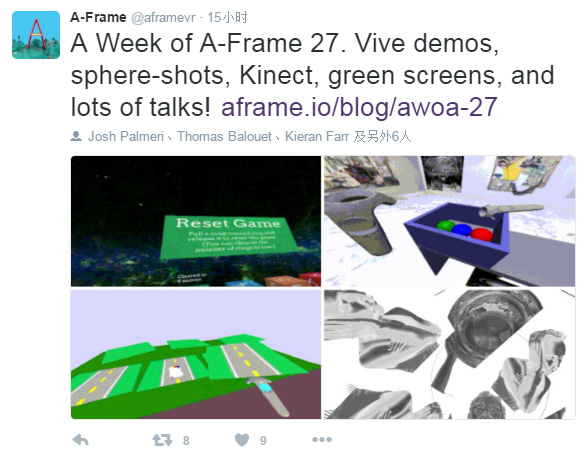 A-Frame @aframevr · 15小时
A Week of A-Frame 27. Vive demos,
sphere-shots, Kinect, green screens, and
lots of talks! aframe.io/blog/awoa-27
Josh Palmeri、Thomas Balouet、Kieran Farr 及另外6人
Reset Game
8 9